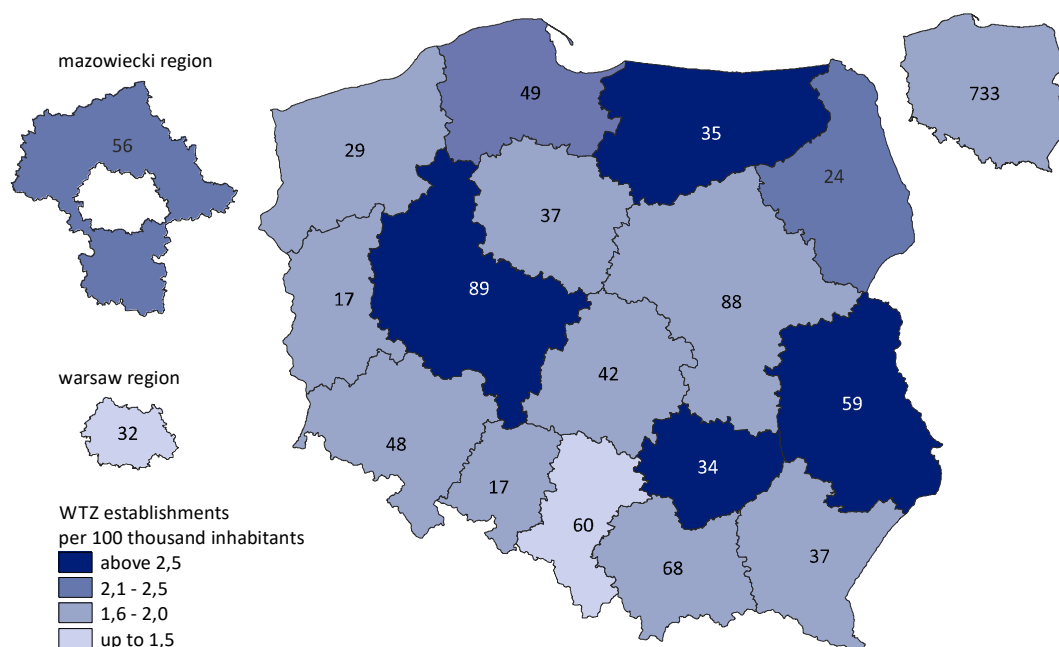 mazowiecki region
56
warsaw region
32
WTZ establishments
per 100 thousand inhabitants
above 2,5
2,1 - 2,5
1,6 - 2,0
up to 1,5
49
35
733
29
24
37
17
89
88
42
59
48
34
17
60
68
37